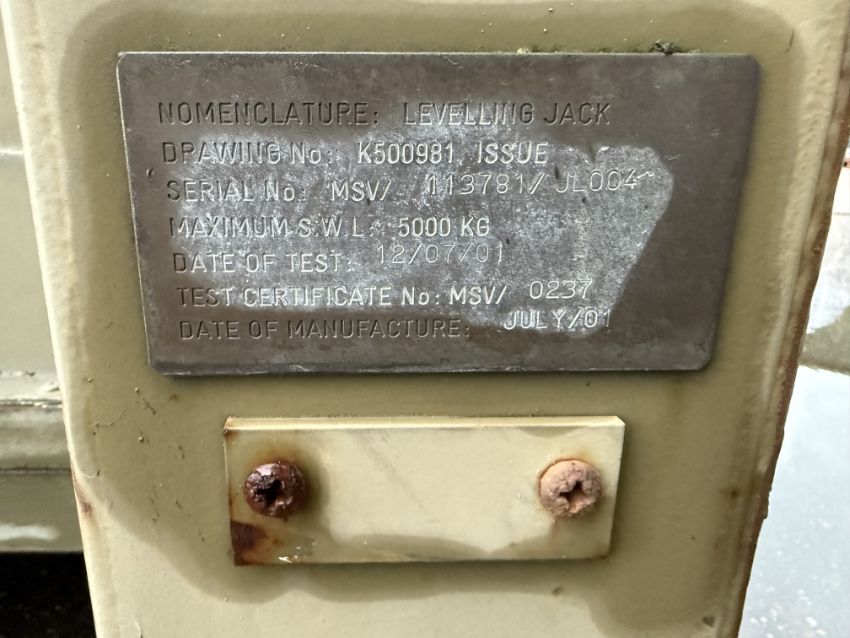 NOMENCLATURE: LEVELLING JACK
DRAWING No: K500981 ISSUE
SERIAL No: MSV/ 113781/JL004
MAXIMUM S.W.L: 5000 KG
DATE OF TEST: 12/07/01
TEST CERTIFICATE No: MSV/ 0237
DATE OF MANUFACTURE: JULY/01